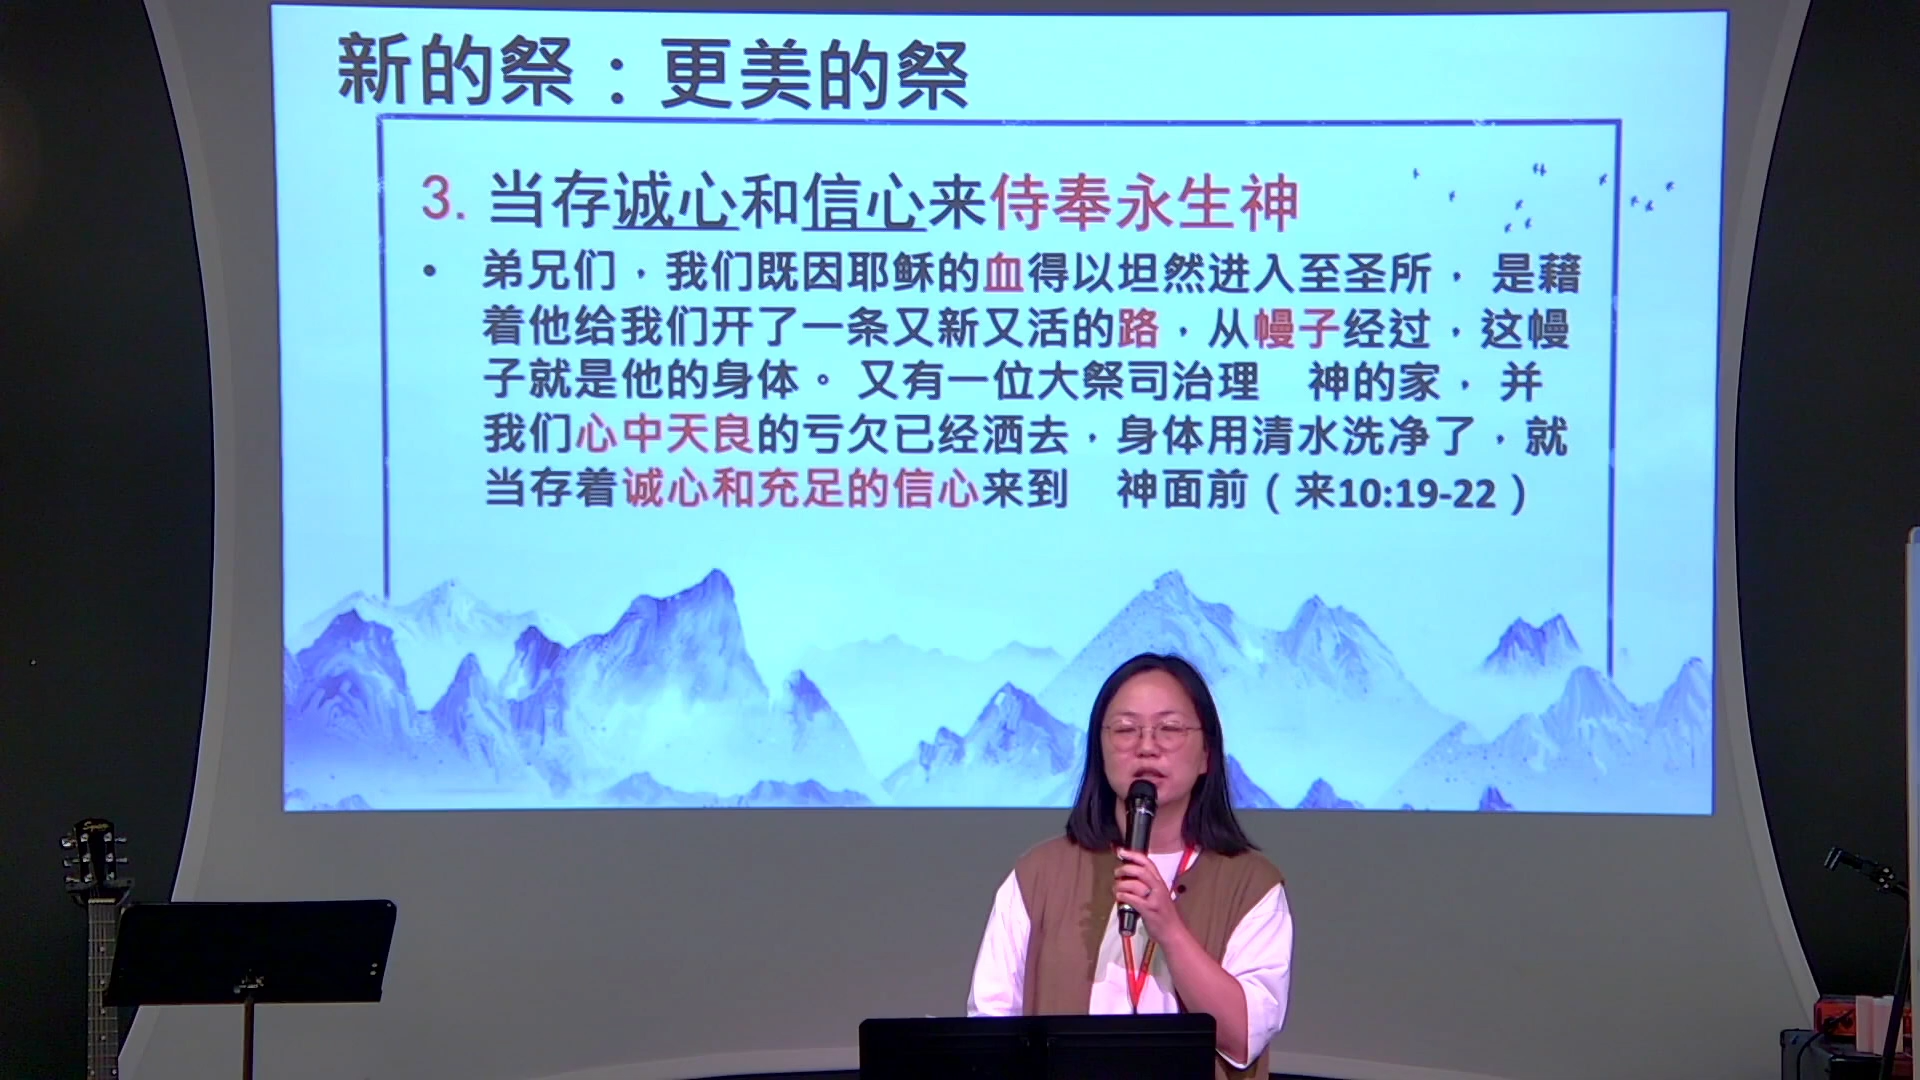 新的祭：更美的祭
3. 当存诚心和信心来侍奉永生神
• 弟兄们，我们既因耶稣的血得以坦然进入至圣所， 是藉
着他给我们开了一条又新又活的路，从幔子经过，这幔
子就是他的身体。 又有一位大祭司治理　神的家， 并
我们心中天良的亏欠已经洒去，身体用清水洗净了，就
当存着诚心和充足的信心来到　神面前（来10:19-22）
Squier